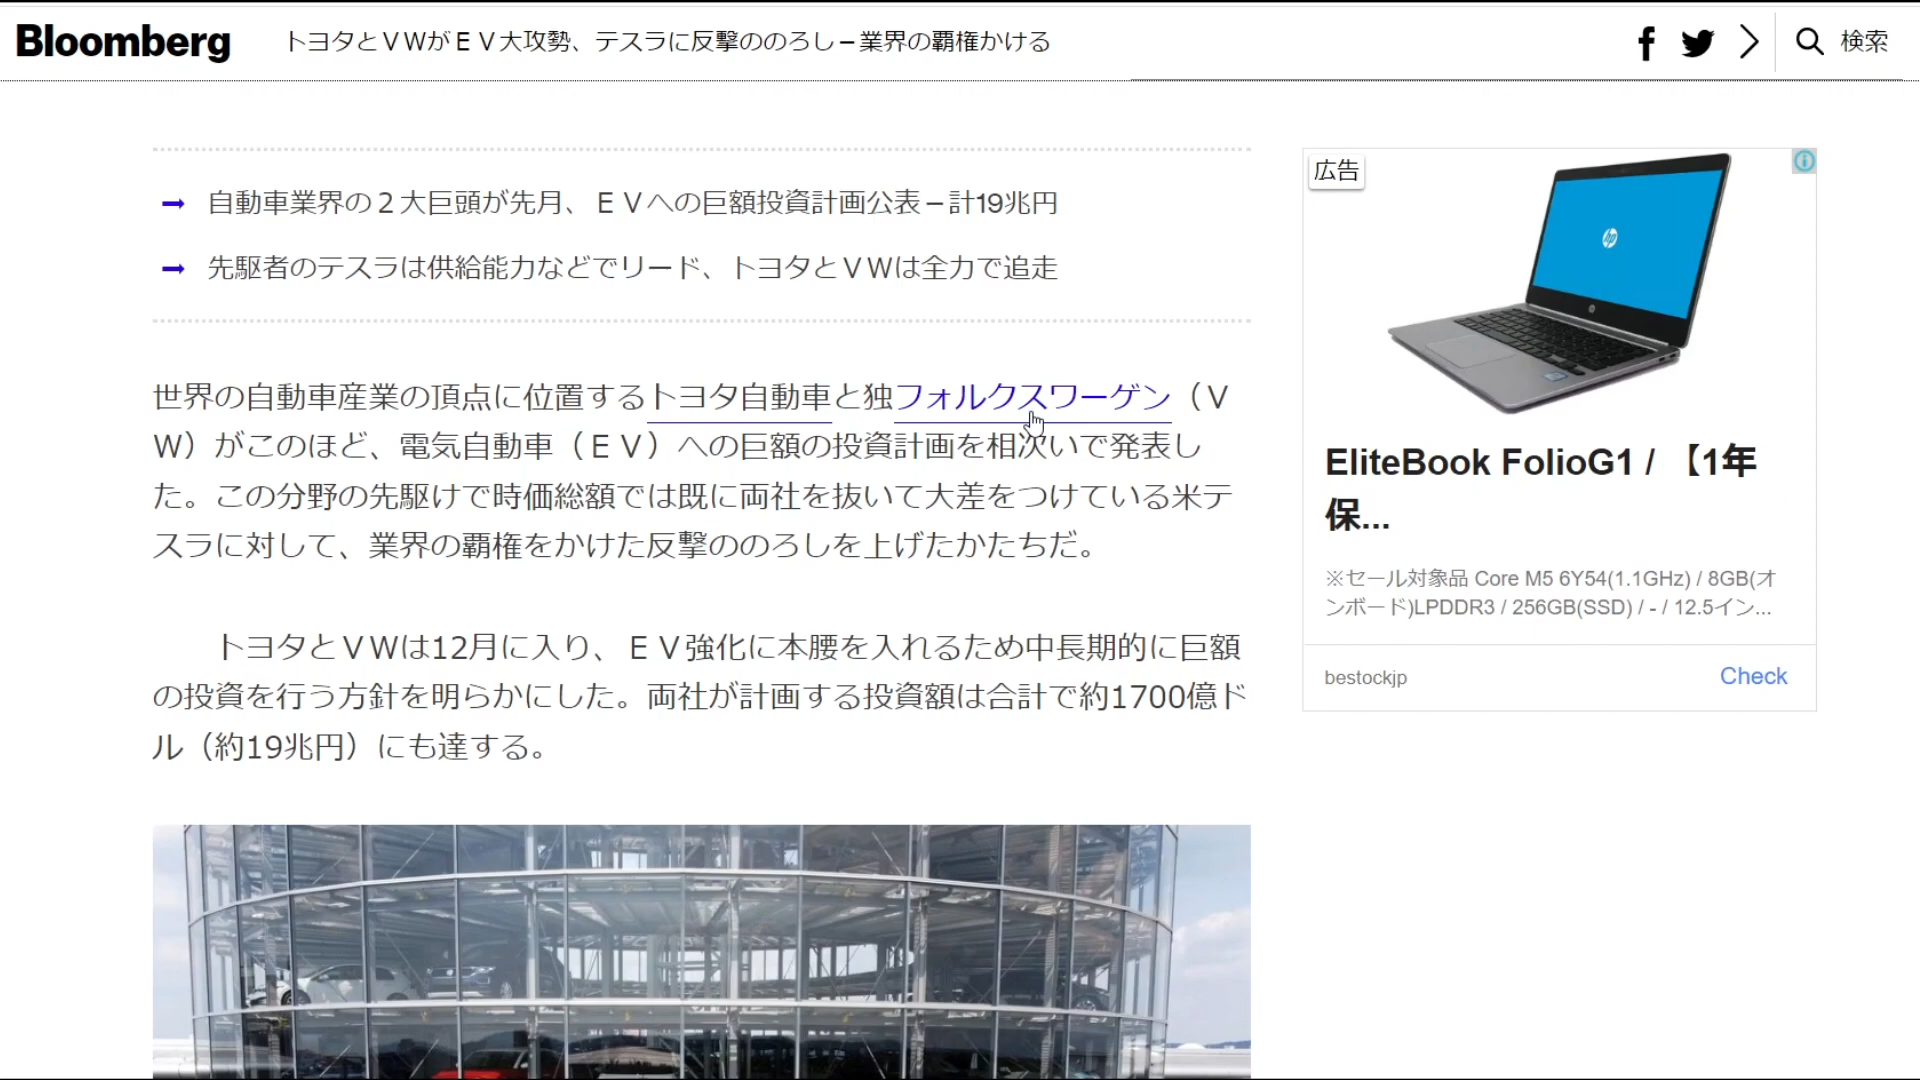 Bloomberg
トヨタとＶＷがＥＶ大攻勢、テスラに反撃ののろし－業界の覇権かける
検索
自動車業界の２大巨頭が先月、ＥＶへの巨額投資計画公表－計19兆円
先駆者のテスラは供給能力などでリード、トヨタとＶＷは全力で追走
世界の自動車産業の頂点に位置するトヨタ自動車と独フォルクスワーゲン（Ｖ
Ｗ）がこのほど、電気自動車（ＥＶ）への巨額の投資計画を相次いで発表し
た。この分野の先駆けで時価総額では既に両社を抜いて大差をつけている米テ
スラに対して、業界の覇権をかけた反撃ののろしを上げたかたちだ。
トヨタとＶＷは12月に入り、ＥＶ強化に本腰を入れるため中長期的に巨額
の投資を行う方針を明らかにした。両社が計画する投資額は合計で約1700億ド
ル（約19兆円）にも達する。
広告
hp
EliteBook FolioG1 / 【1年
保...
※セール対象品 Core M5 6Y54(1.1GHz) / 8GB(オ
ンボード)LPDDR3 / 256GB(SSD) / - / 12.5イン...
bestockjp
Check